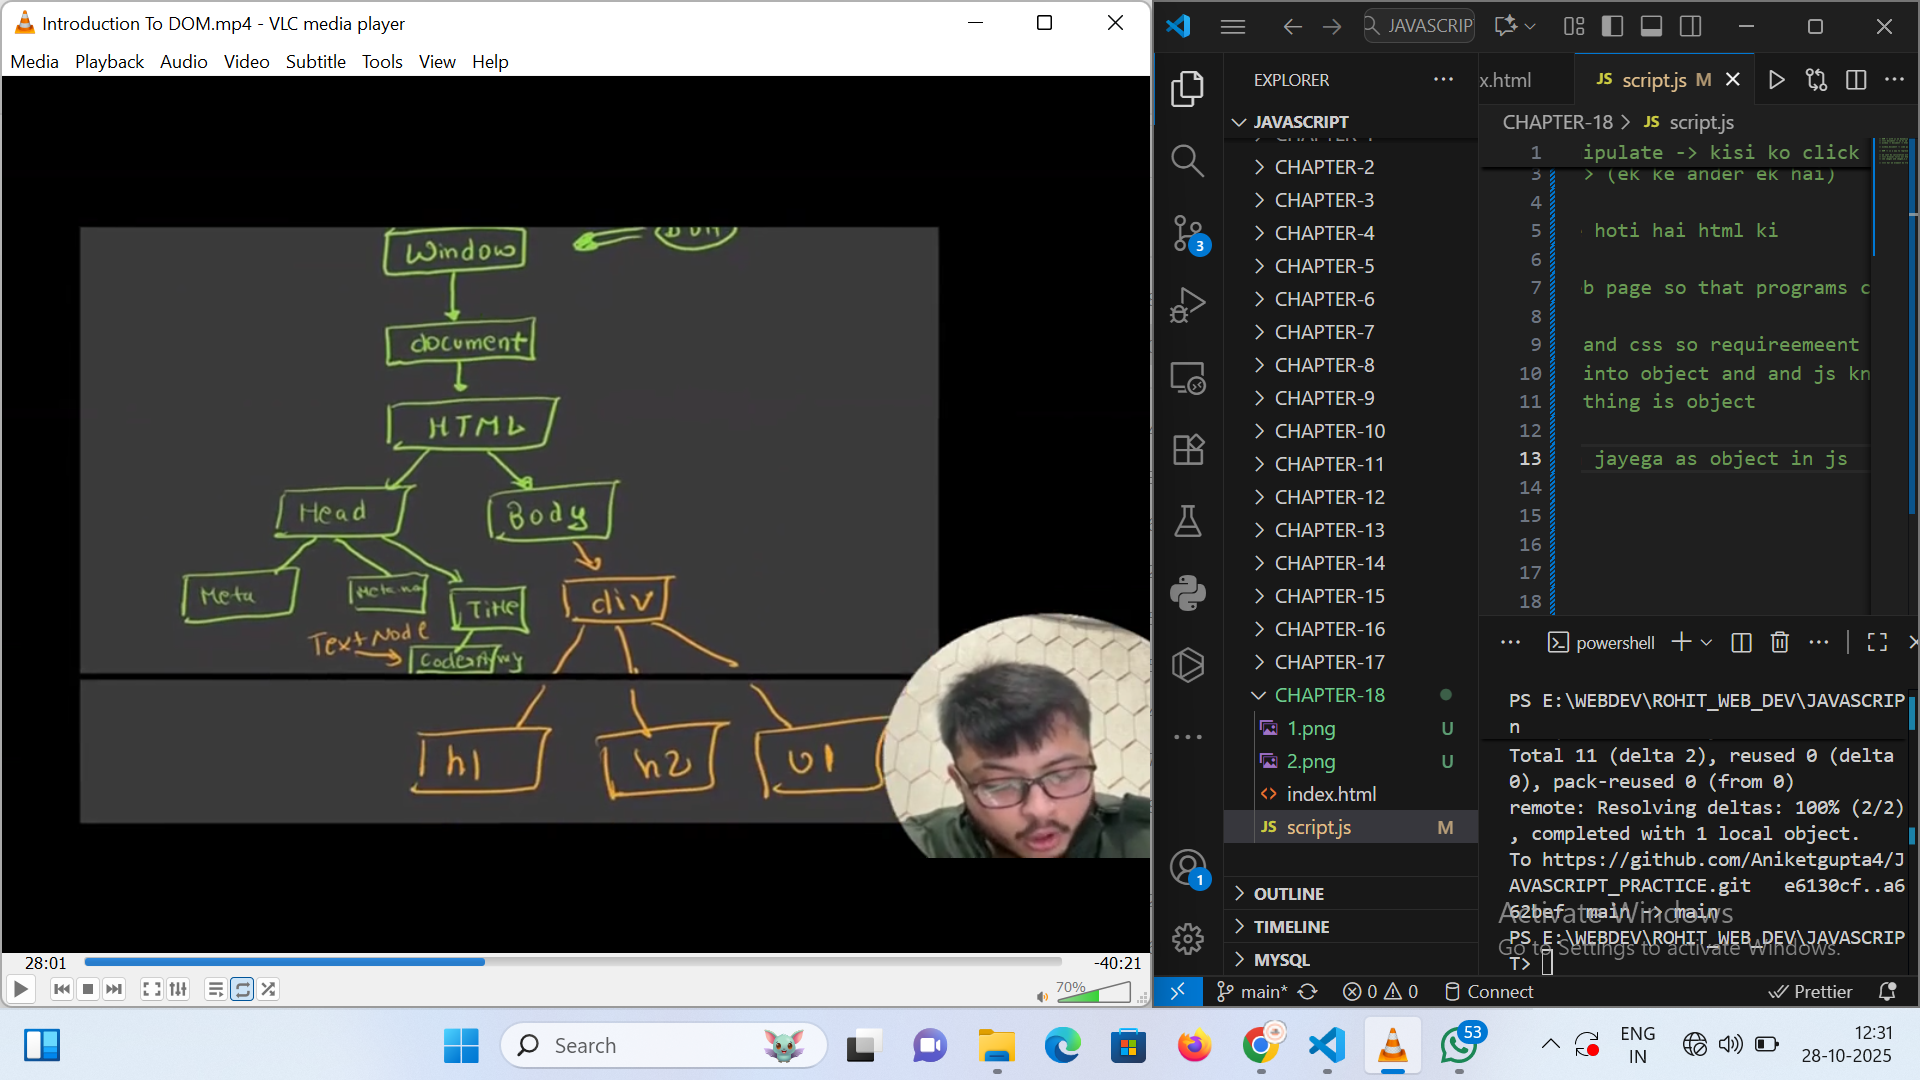 Introduction To DOM.mp4 - VLC media player
Media Playback Audio Video Subtitle Tools View Help
Window
document
HTML
Head
Body
Meta
Title
div
TextNode
h1
h2
Ul
28:01
-40:21
70%
JAVASCRIP
EXPLORER
JAVASCRIPT
CHAPTER-2
CHAPTER-3
CHAPTER-4
CHAPTER-5
CHAPTER-6
CHAPTER-7
CHAPTER-8
CHAPTER-9
CHAPTER-10
CHAPTER-11
CHAPTER-12
CHAPTER-13
CHAPTER-14
CHAPTER-15
CHAPTER-16
CHAPTER-17
CHAPTER-18
1.png U
2.png U
index.html
JS script.js M
OUTLINE
TIMELINE
MYSQL
3
1
x.html
JS script.js M
CHAPTER-18 > JS script.js
1 ipulate -> kisi ko click
3 > (ek ke ander ek hai)
4
5 hoti hai html ki
6
7 b page so that programs c
8
9 and css so requireemeent
10 into object and and js kn
11 thing is object
12
13 jayega as object in js
14
15
16
17
18
powershell
PS E:\WEBDEV\ROHIT_WEB_DEV\JAVASCRIP
n
Total 11 (delta 2), reused 0 (delta
0), pack-reused 0 (from 0)
remote: Resolving deltas: 100% (2/2)
, completed with 1 local object.
To https://github.com/Aniketgupta4/J
AVASCRIPT_PRACTICE.git e6130cf..a6
62bef main -> main
PS E:\WEBDEV\ROHIT_WEB_DEV\JAVASCRIP
T>
Activate Windows
Go to Settings to activate Windows.
main* 0 0 Connect Prettier
Search
53
ENG
IN
12:31
28-10-2025